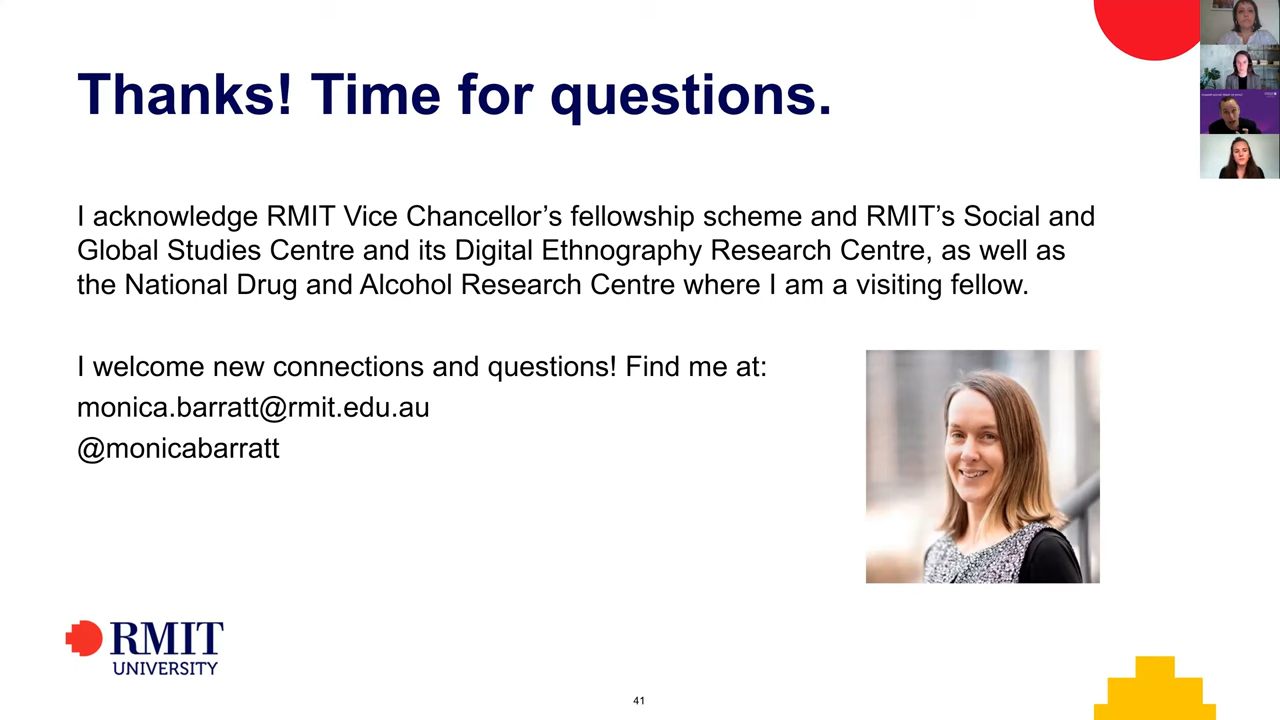 Thanks! Time for questions.
I acknowledge RMIT Vice Chancellor’s fellowship scheme and RMIT’s Social and
Global Studies Centre and its Digital Ethnography Research Centre, as well as
the National Drug and Alcohol Research Centre where I am a visiting fellow.
I welcome new connections and questions! Find me at:
monica.barratt@rmit.edu.au
@monicabarratt
RMIT
UNIVERSITY
41